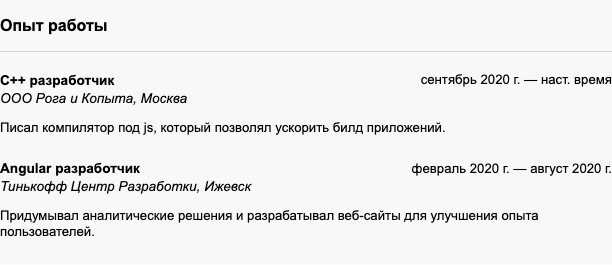 Опыт работы
C++ разработчик сентябрь 2020 г. — наст. время
ООО Рога и Копыта, Москва
Писал компилятор под js, который позволял ускорить билд приложений.
Angular разработчик февраль 2020 г. — август 2020 г.
Тинькофф Центр Разработки, Ижевск
Придумывал аналитические решения и разрабатывал веб-сайты для улучшения опыта
пользователей.